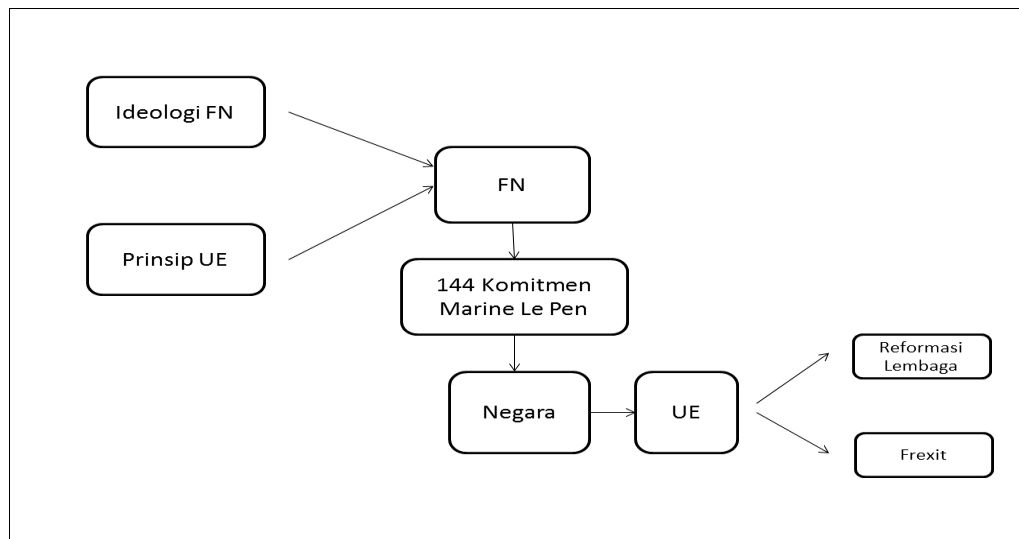 Ideologi FN
FN
Prinsip UE
144 Komitmen
Marine Le Pen
Negara
UE
Reformasi
Lembaga
Frexit